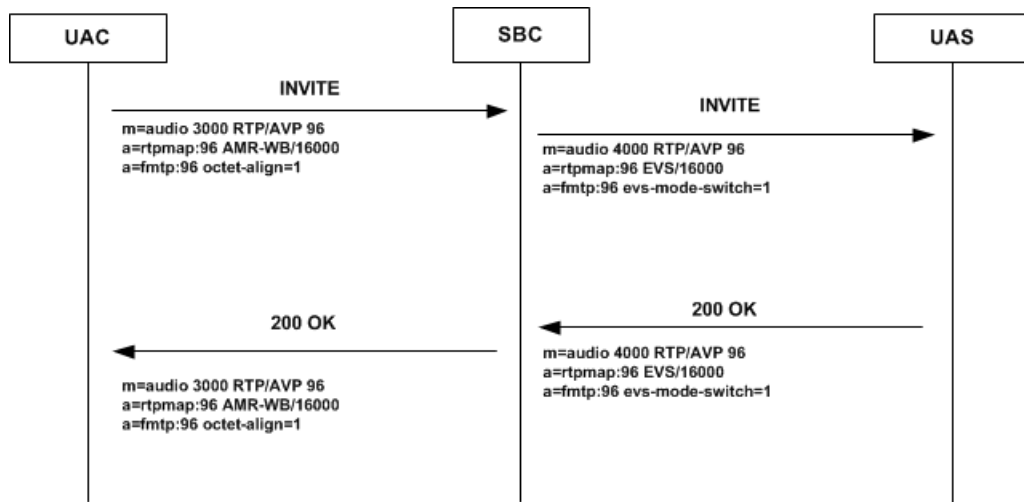 UAC
SBC
UAS
INVITE
m=audio 3000 RTP/AVP 96
a=rtpmap:96 AMR-WB/16000
a=fmtp:96 octet-align=1
INVITE
m=audio 4000 RTP/AVP 96
a=rtpmap:96 EVS/16000
a=fmtp:96 evs-mode-switch=1
200 OK
m=audio 4000 RTP/AVP 96
a=rtpmap:96 EVS/16000
a=fmtp:96 evs-mode-switch=1
200 OK
m=audio 3000 RTP/AVP 96
a=rtpmap:96 AMR-WB/16000
a=fmtp:96 octet-align=1